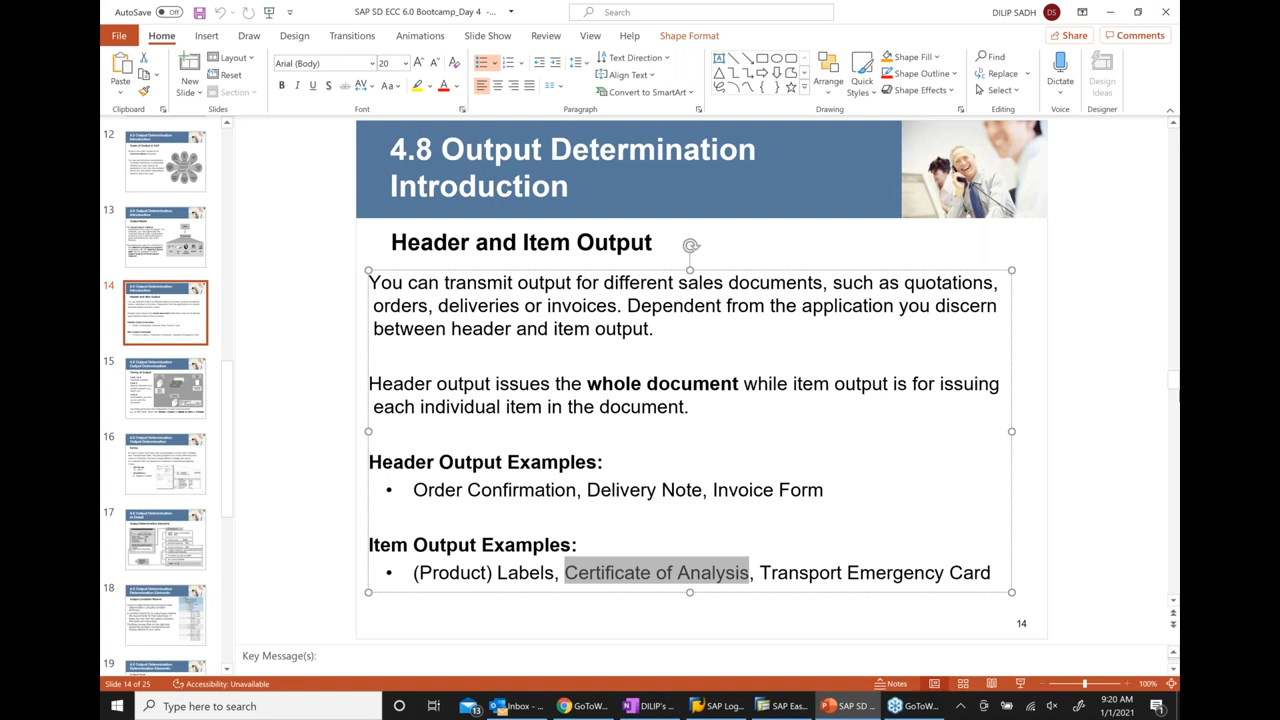 AutoSave Off
SAP SD ECC 6.0 Bootcamp_Day 4 -...
Search
DILIP SADH DS
File Home Insert Draw Design Transitions Animations Slide Show Review View Help Shape Format
Share Comments
Paste
Clipboard
New Slide
Layout
Reset
Section
Slides
Arial (Body) 20
B I U S ab AV Aa A
Font
Text Direction
Align Text
Convert to SmartArt
Paragraph
Arrange
Quick Styles
Shape Fill
Shape Outline
Shape Effects
Drawing
Find
Replace
Select
Editing
Dictate
Voice
Design Ideas
Designer
12
13
14
15
16
17
18
19
4.8 Output Determination
Introduction
Header and Item Output
You can transmit output for different sales documents, such as quotations,
orders, deliveries or invoices. Dependent from the application you discern
between header and item output.
Header output issues the whole document while item output is for issuing
each individual item in the document.
Header Output Examples:
• Order Confirmation, Delivery Note, Invoice Form
Item Output Examples:
• (Product) Labels, Certificate of Analysis, Transport Emergency Card
14
Key Message(s):
Slide 14 of 25 Accessibility: Unavailable Notes 100%
Type here to search
13
Inbox - ...
GoToW...
DILIP's ...
SAP Log...
SAP Eas...
SAP SD ...
GoToW...
9:20 AM
1/1/2021
1